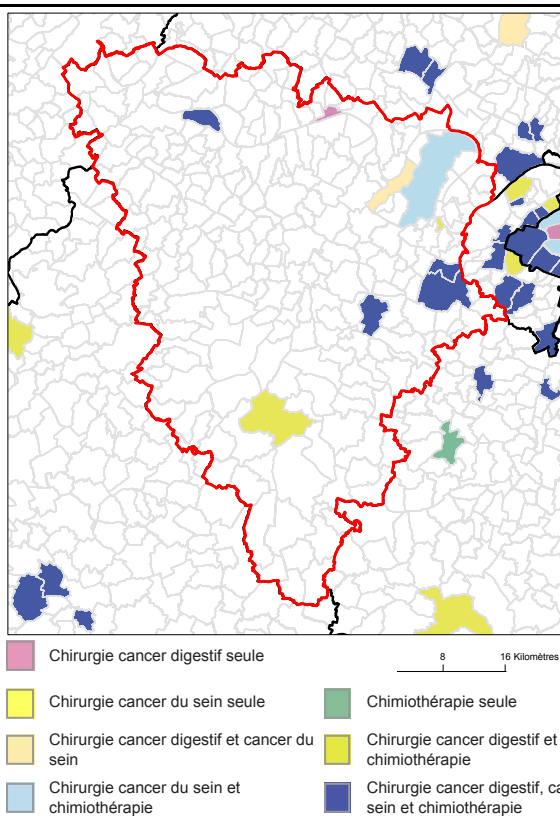 8 16 Kilomètres
Chirurgie cancer digestif seule
Chirurgie cancer du sein seule
Chirurgie cancer digestif et cancer du
sein
Chirurgie cancer du sein et
chimiothérapie
Chimiothérapie seule
Chirurgie cancer digestif et
chimiothérapie
Chirurgie cancer digestif,
sein et chimiothérapie